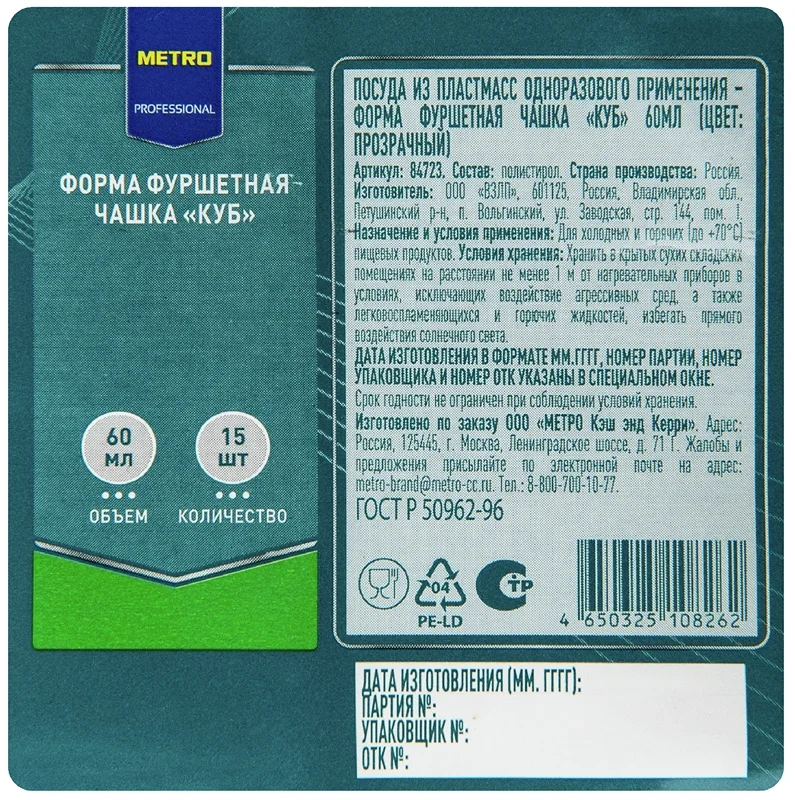 METRO
PROFESSIONAL
ФОРМА ФУРШЕТНАЯ
ЧАШКА «КУБ»
60
МЛ
15
ШТ
ОБЪЕМ
КОЛИЧЕСТВО
ПОСУДА ИЗ ПЛАСТМАСС ОДНОРАЗОВОГО ПРИМЕНЕНИЯ –
ФОРМА ФУРШЕТНАЯ ЧАШКА «КУБ» 60МЛ (ЦВЕТ:
ПРОЗРАЧНЫЙ)
Артикул: 84723. Состав: полистирол. Страна производства: Россия.
Изготовитель: ООО «ВЗЛП», 601125, Россия, Владимирская обл.,
Петушинский р-н, п. Вольгинский, ул. Заводская, стр. 144, пом. I.
Назначение и условия применения: Для холодных и горячих (до +70°С)
пищевых продуктов. Условия хранения: Хранить в крытых сухих складских
помещениях на расстоянии не менее 1 м от нагревательных приборов в
условиях, исключающих воздействие агрессивных сред, а также
легковоспламеняющихся и горючих жидкостей, избегать прямого
воздействия солнечного света.
ДАТА ИЗГОТОВЛЕНИЯ В ФОРМАТЕ ММ.ГГГГ, НОМЕР ПАРТИИ, НОМЕР
УПАКОВЩИКА И НОМЕР ОТК УКАЗАНЫ В СПЕЦИАЛЬНОМ ОКНЕ.
Срок годности не ограничен при соблюдении условий хранения.
Изготовлено по заказу ООО «МЕТРО Кэш энд Керри». Адрес:
Россия, 125445, г. Москва, Ленинградское шоссе, д. 71 Г. Жалобы и
предложения присылайте по электронной почте на адрес:
metro-brand@metro-cc.ru. Тел.: 8-800-700-10-77.
ГОСТ Р 50962-96
04
PE-LD
СТР
4 650325 108262
ДАТА ИЗГОТОВЛЕНИЯ (ММ. ГГГГ):
ПАРТИЯ №:
УПАКОВЩИК №:
ОТК №: